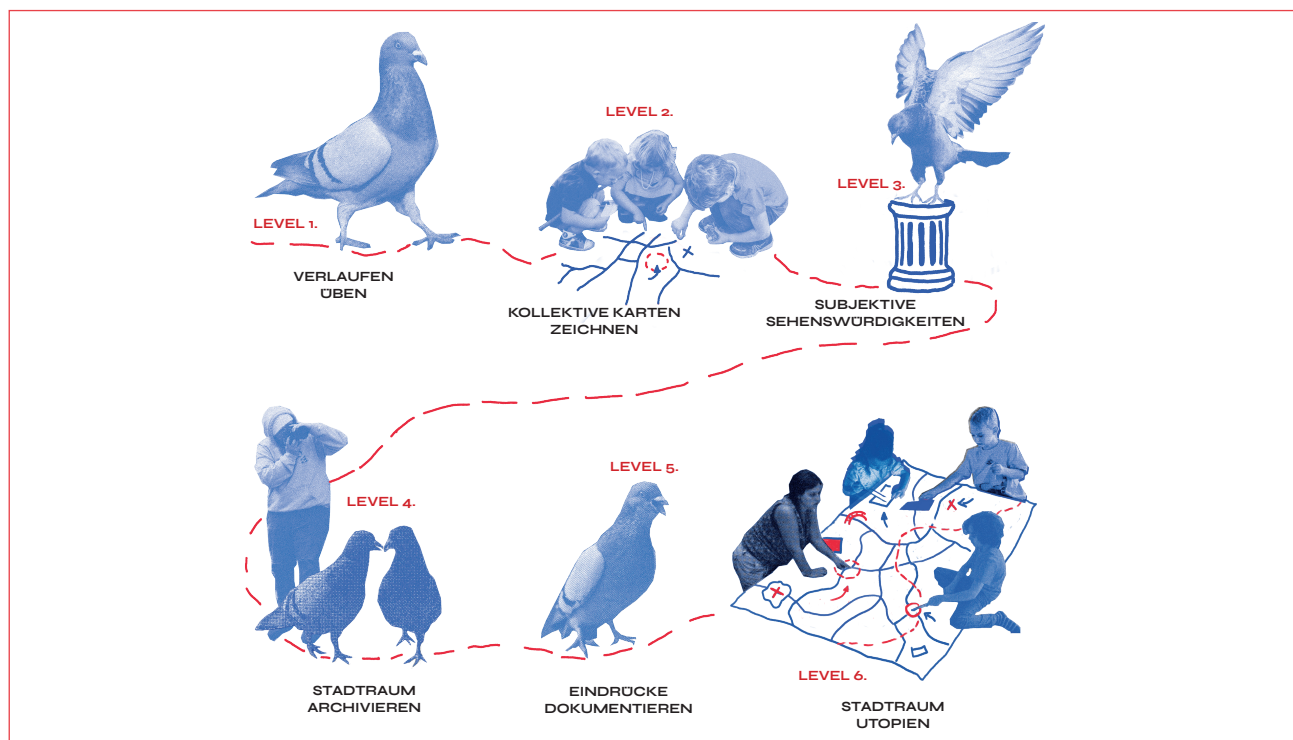 LEVEL 1.
VERLAUFEN
ÜBEN
LEVEL 2.
KOLLEKTIVE KARTEN
ZEICHNEN
LEVEL 3.
SUBJEKTIVE
SEHENSWÜRDIGKEITEN
LEVEL 4.
STADTRAUM
ARCHIVIEREN
LEVEL 5.
EINDRÜCKE
DOKUMENTIEREN
LEVEL 6.
STADTRAUM
UTOPIEN